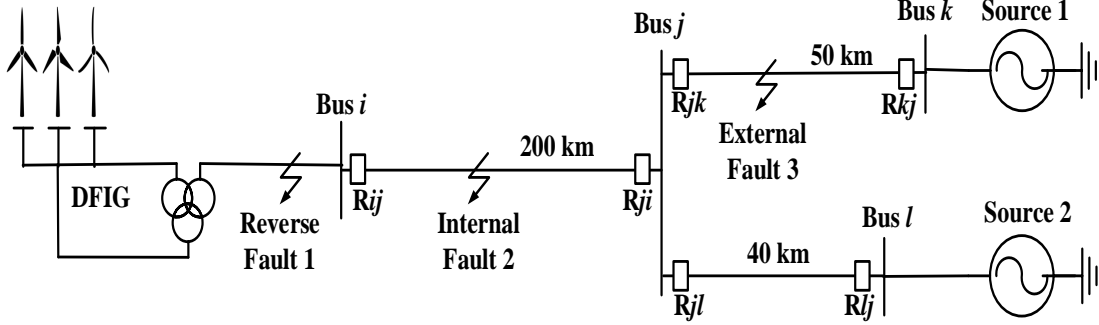 Bus k
Source 1
Bus j
50 km
Rjk
Rkj
Bus i
External
Fault 3
200 km
DFIG
Rij
Rji
Reverse
Fault 1
Internal
Fault 2
Bus l
Source 2
40 km
Rjl
Rlj